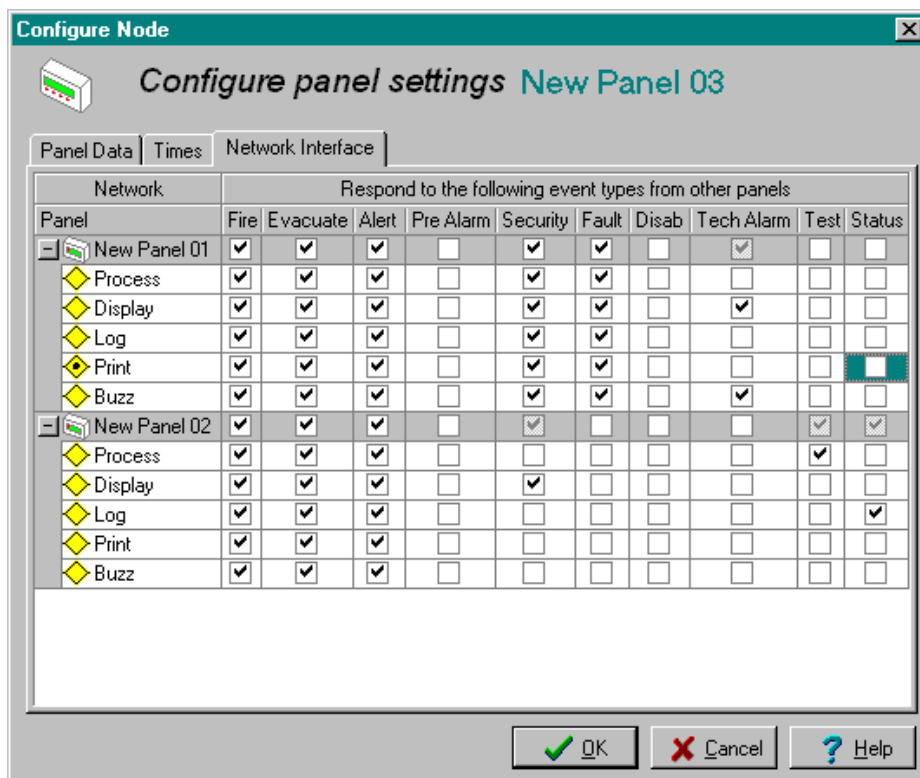 Configure Node
Configure panel settings New Panel 03
Panel Data Times Network Interface
Network Respond to the following event types from other panels
Panel Fire Evacuate Alert Pre Alarm Security Fault Disab Tech Alarm Test Status
New Panel 01
Process
Display
Log
Print
Buzz
New Panel 02
Process
Display
Log
Print
Buzz
OK Cancel Help